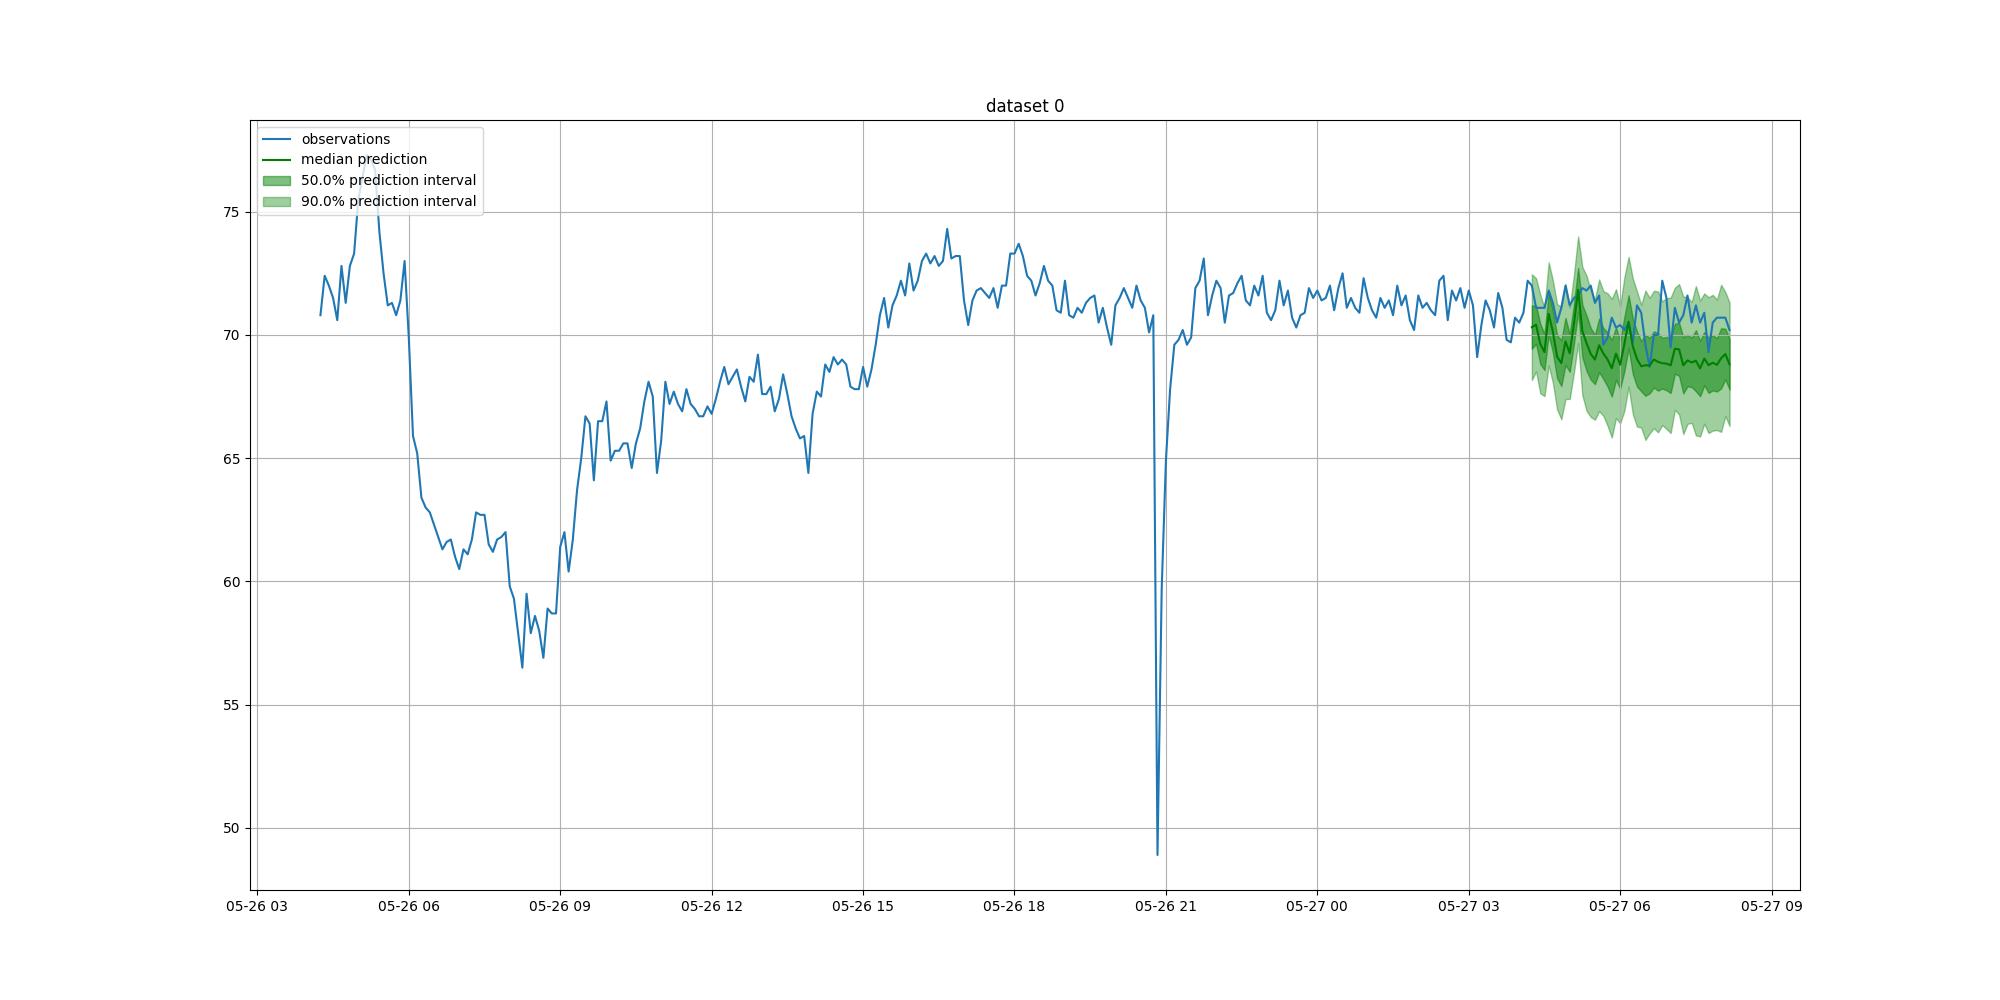 dataset 0
observations
median prediction
50.0% prediction interval
90.0% prediction interval
75
70
65
60
55
50
05-26 03 05-26 06 05-26 09 05-26 12 05-26 15 05-26 18 05-26 21 05-27 00 05-27 03 05-27 06 05-27 09